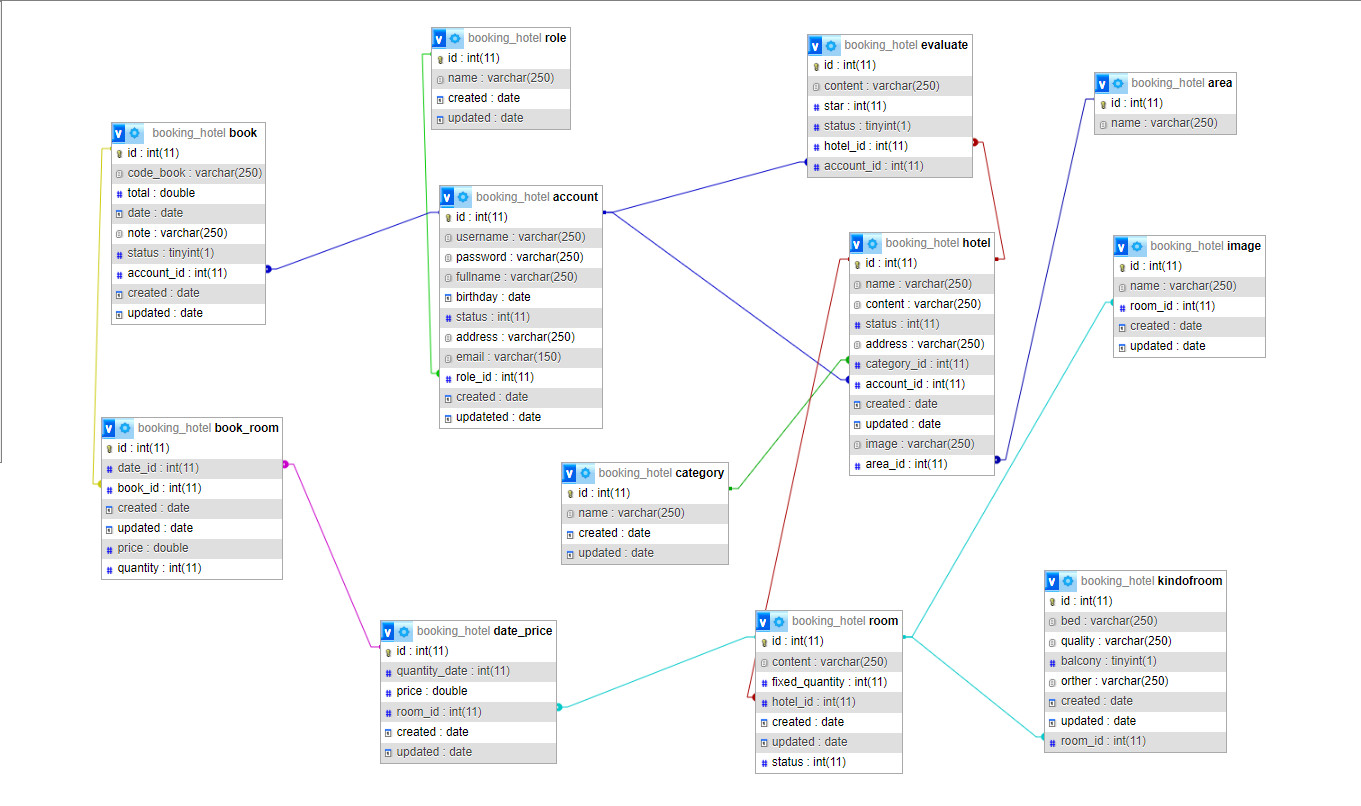 booking_hotel role
id : int(11)
name : varchar(250)
created : date
updated : date
booking_hotel evaluate
id : int(11)
content : varchar(250)
star : int(11)
status : tinyint(1)
hotel_id : int(11)
account_id : int(11)
booking_hotel area
id : int(11)
name : varchar(250)
booking_hotel book
id : int(11)
code_book : varchar(250)
total : double
date : date
note : varchar(250)
status : tinyint(1)
account_id : int(11)
created : date
updated : date
booking_hotel account
id : int(11)
username : varchar(250)
password : varchar(250)
fullname : varchar(250)
birthday : date
status : int(11)
address : varchar(250)
email : varchar(150)
role_id : int(11)
created : date
updateted : date
booking_hotel hotel
id : int(11)
name : varchar(250)
content : varchar(250)
status : int(11)
address : varchar(250)
category_id : int(11)
account_id : int(11)
created : date
updated : date
image : varchar(250)
area_id : int(11)
booking_hotel image
id : int(11)
name : varchar(250)
room_id : int(11)
created : date
updated : date
booking_hotel book_room
id : int(11)
date_id : int(11)
book_id : int(11)
created : date
updated : date
price : double
quantity : int(11)
booking_hotel category
id : int(11)
name : varchar(250)
created : date
updated : date
booking_hotel date_price
id : int(11)
quantity_date : int(11)
price : double
room_id : int(11)
created : date
updated : date
booking_hotel room
id : int(11)
content : varchar(250)
fixed_quantity : int(11)
hotel_id : int(11)
created : date
updated : date
status : int(11)
booking_hotel kindofroom
id : int(11)
bed : varchar(250)
quality : varchar(250)
balcony : tinyint(1)
orther : varchar(250)
created : date
updated : date
room_id : int(11)